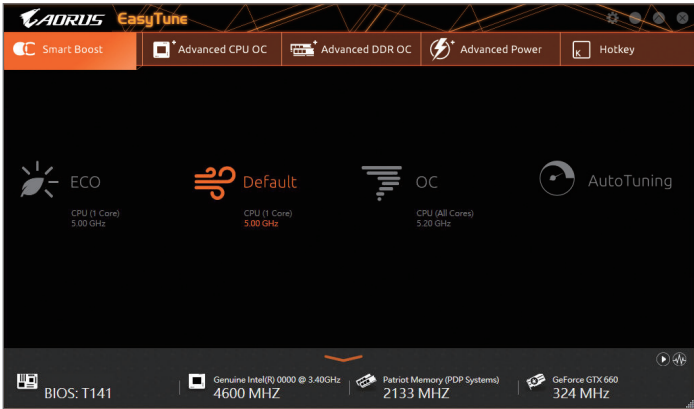 AORUS EasyTune
Smart Boost
Advanced CPU OC
Advanced DDR OC
Advanced Power
K
Hotkey
ECO
CPU (1 Core)
5.00 GHz
Default
CPU (1 Core)
5.00 GHz
OC
CPU (All Cores)
5.20 GHz
AutoTuning
BIOS: T141
Genuine Intel(R) 0000 @ 3.40GHz
4600 MHZ
Patriot Memory (PDP Systems)
2133 MHZ
GeForce GTX 660
324 MHz